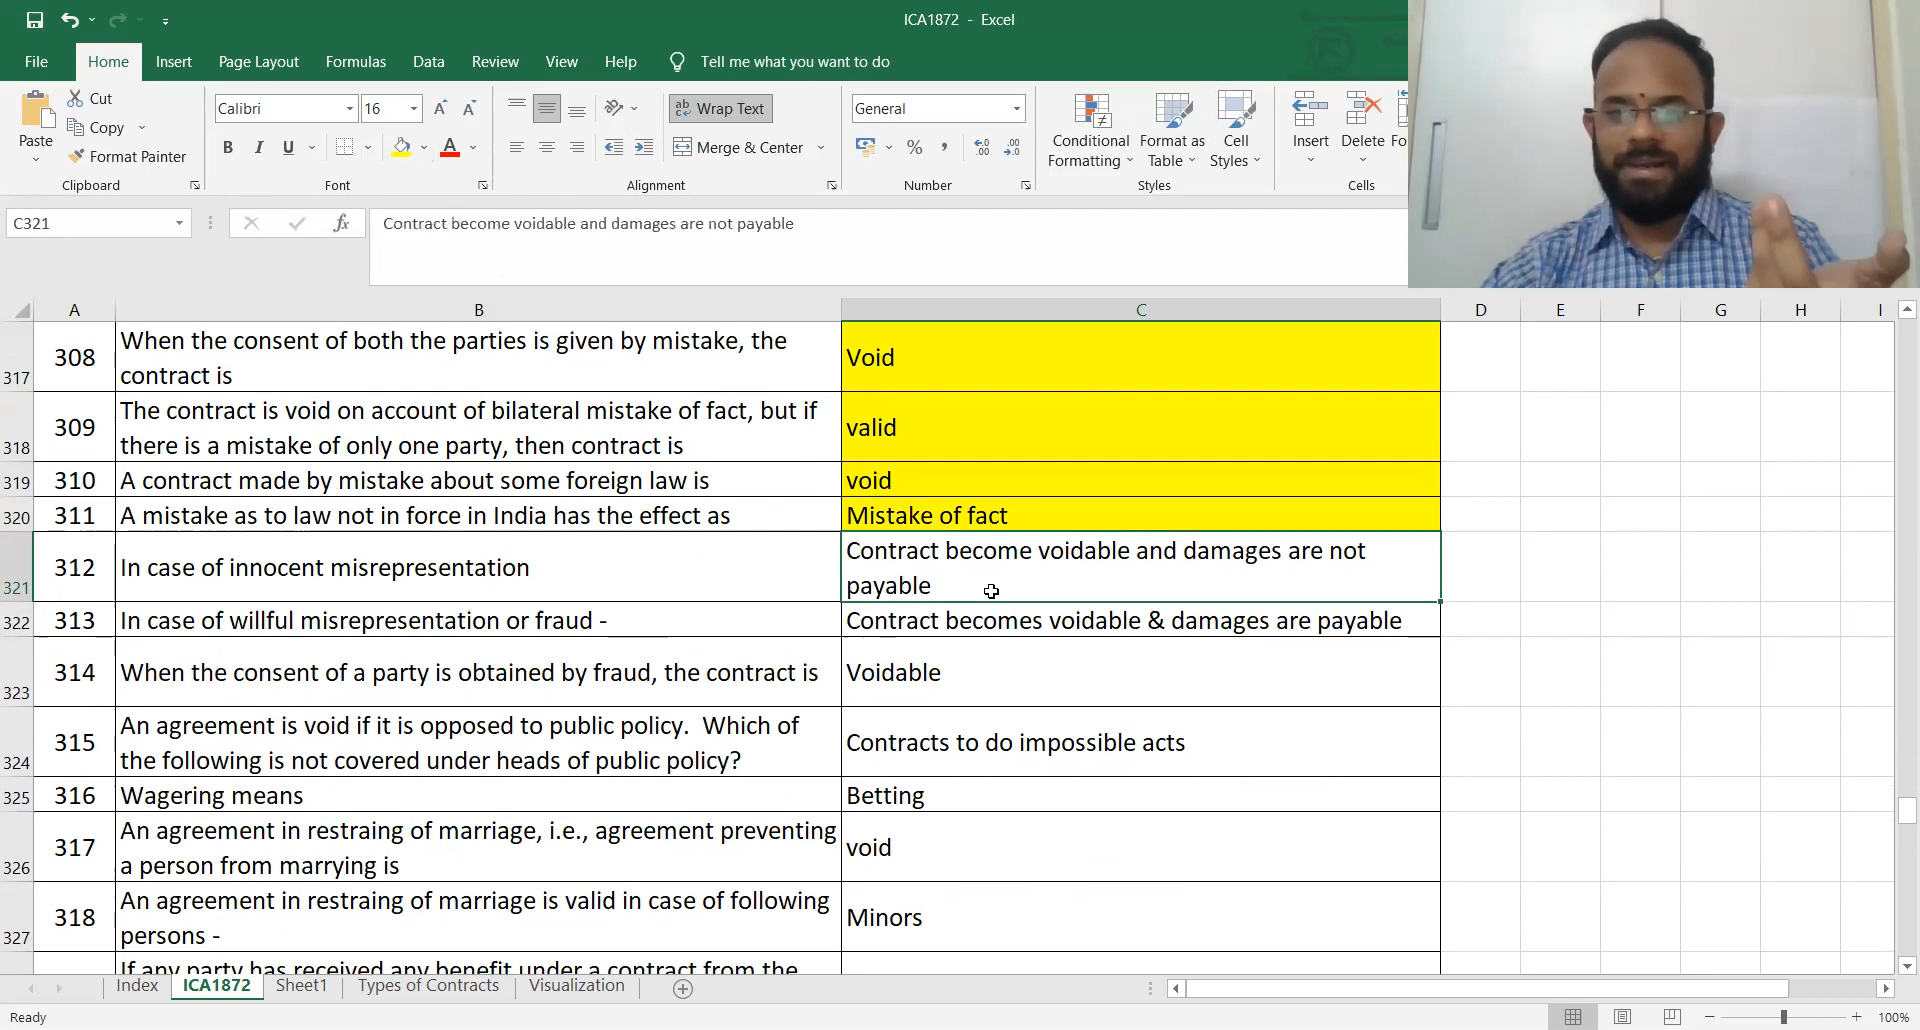 ICA1872 - Excel
File Home Insert Page Layout Formulas Data Review View Help Tell me what you want to do
Paste
Cut
Copy
Format Painter
Clipboard
Calibri 16
B I U
Font
Wrap Text
Merge & Center
Alignment
General
Number
Conditional Formatting
Format as Table
Cell Styles
Styles
Insert Delete Fo
Cells
C321 fx Contract become voidable and damages are not payable
A B C D E F G H I
317 308 When the consent of both the parties is given by mistake, the
contract is
Void
318 309 The contract is void on account of bilateral mistake of fact, but if
there is a mistake of only one party, then contract is
valid
319 310 A contract made by mistake about some foreign law is void
320 311 A mistake as to law not in force in India has the effect as Mistake of fact
321 312 In case of innocent misrepresentation
Contract become voidable and damages are not
payable
322 313 In case of willful misrepresentation or fraud - Contract becomes voidable & damages are payable
323 314 When the consent of a party is obtained by fraud, the contract is Voidable
324 315 An agreement is void if it is opposed to public policy.  Which of
the following is not covered under heads of public policy?
Contracts to do impossible acts
325 316 Wagering means Betting
326 317 An agreement in restraing of marriage, i.e., agreement preventing
a person from marrying is
void
327 318 An agreement in restraing of marriage is valid in case of following
persons -
Minors
If any party has received any benefit under a contract from the
Index ICA1872 Sheet1 Types of Contracts Visualization
Ready 100%